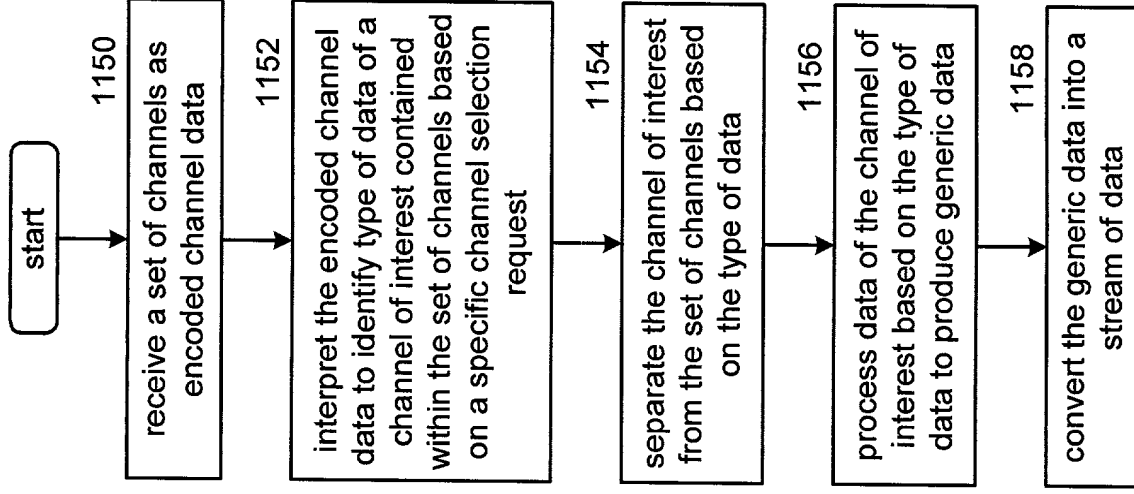 start
1150
receive a set of channels as
encoded channel data
1152
interpret the encoded channel
data to identify type of data of a
channel of interest contained
within the set of channels based
on a specific channel selection
request
1154
separate the channel of interest
from the set of channels based
on the type of data
1156
process data of the channel of
interest based on the type of
data to produce generic data
1158
convert the generic data into a
stream of data